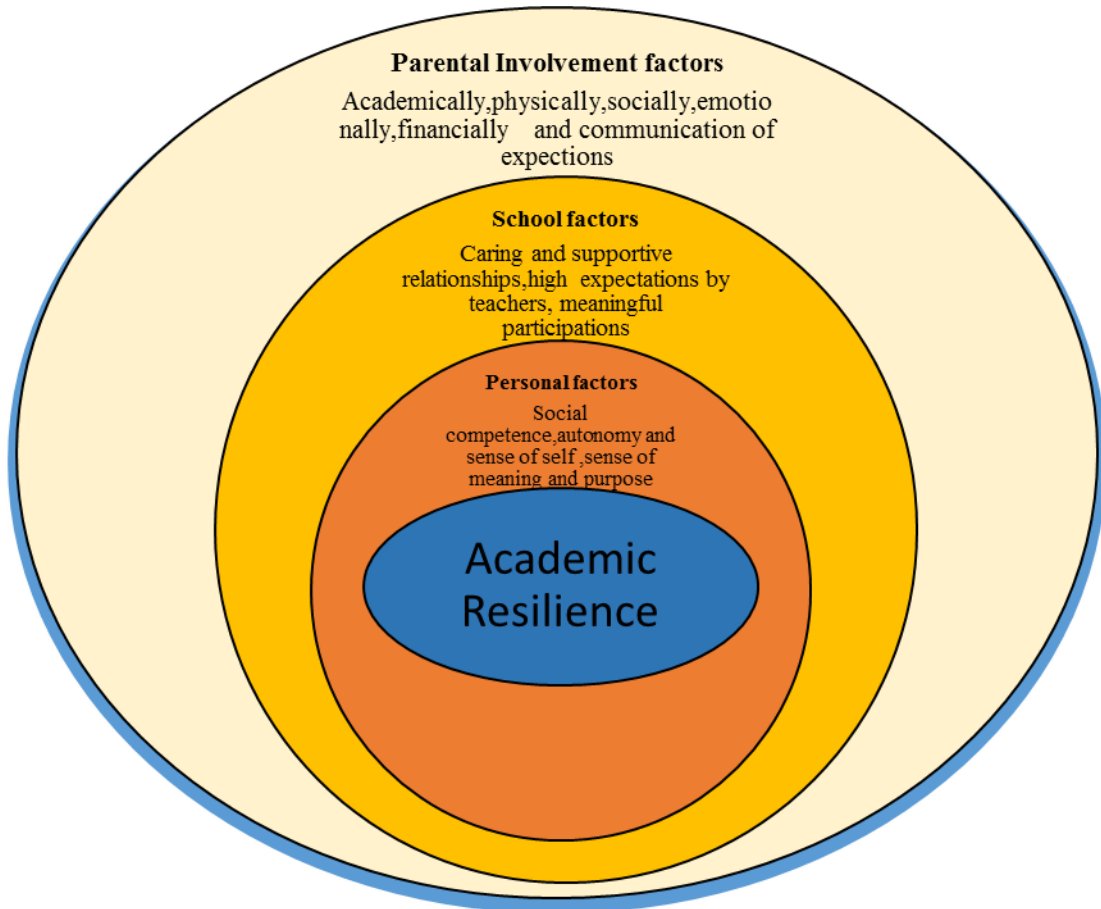 Parental Involvement factors
Academically,physically,socially,emotio
nally,financially and communication of
expections
School factors
Caring and supportive
relationships,high expectations by
teachers, meaningful
participations
Personal factors
Social
competence,autonomy and
sense of self ,sense of
meaning and purpose
Academic
Resilience